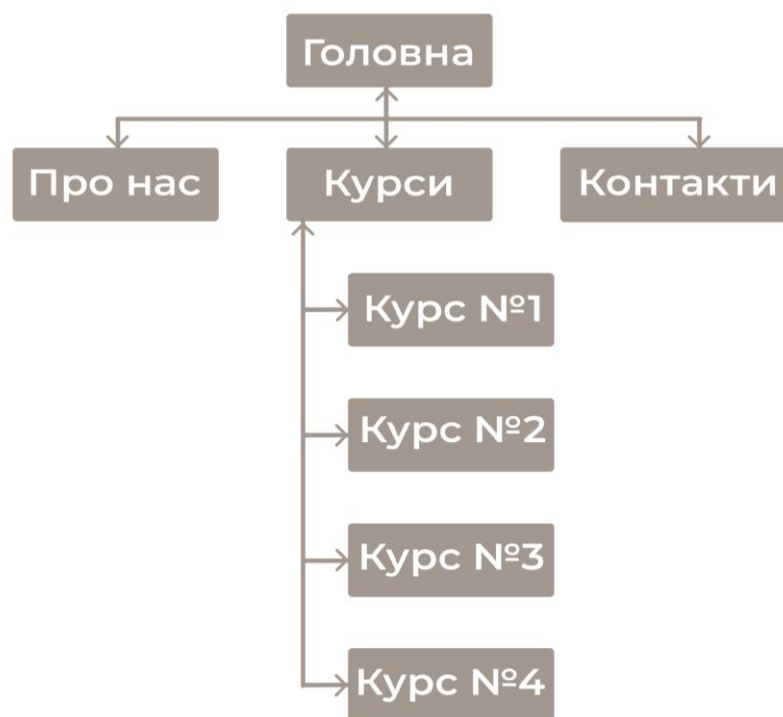 Головна
Про нас
Курси
Контакти
Курс №1
Курс №2
Курс №3
Курс №4